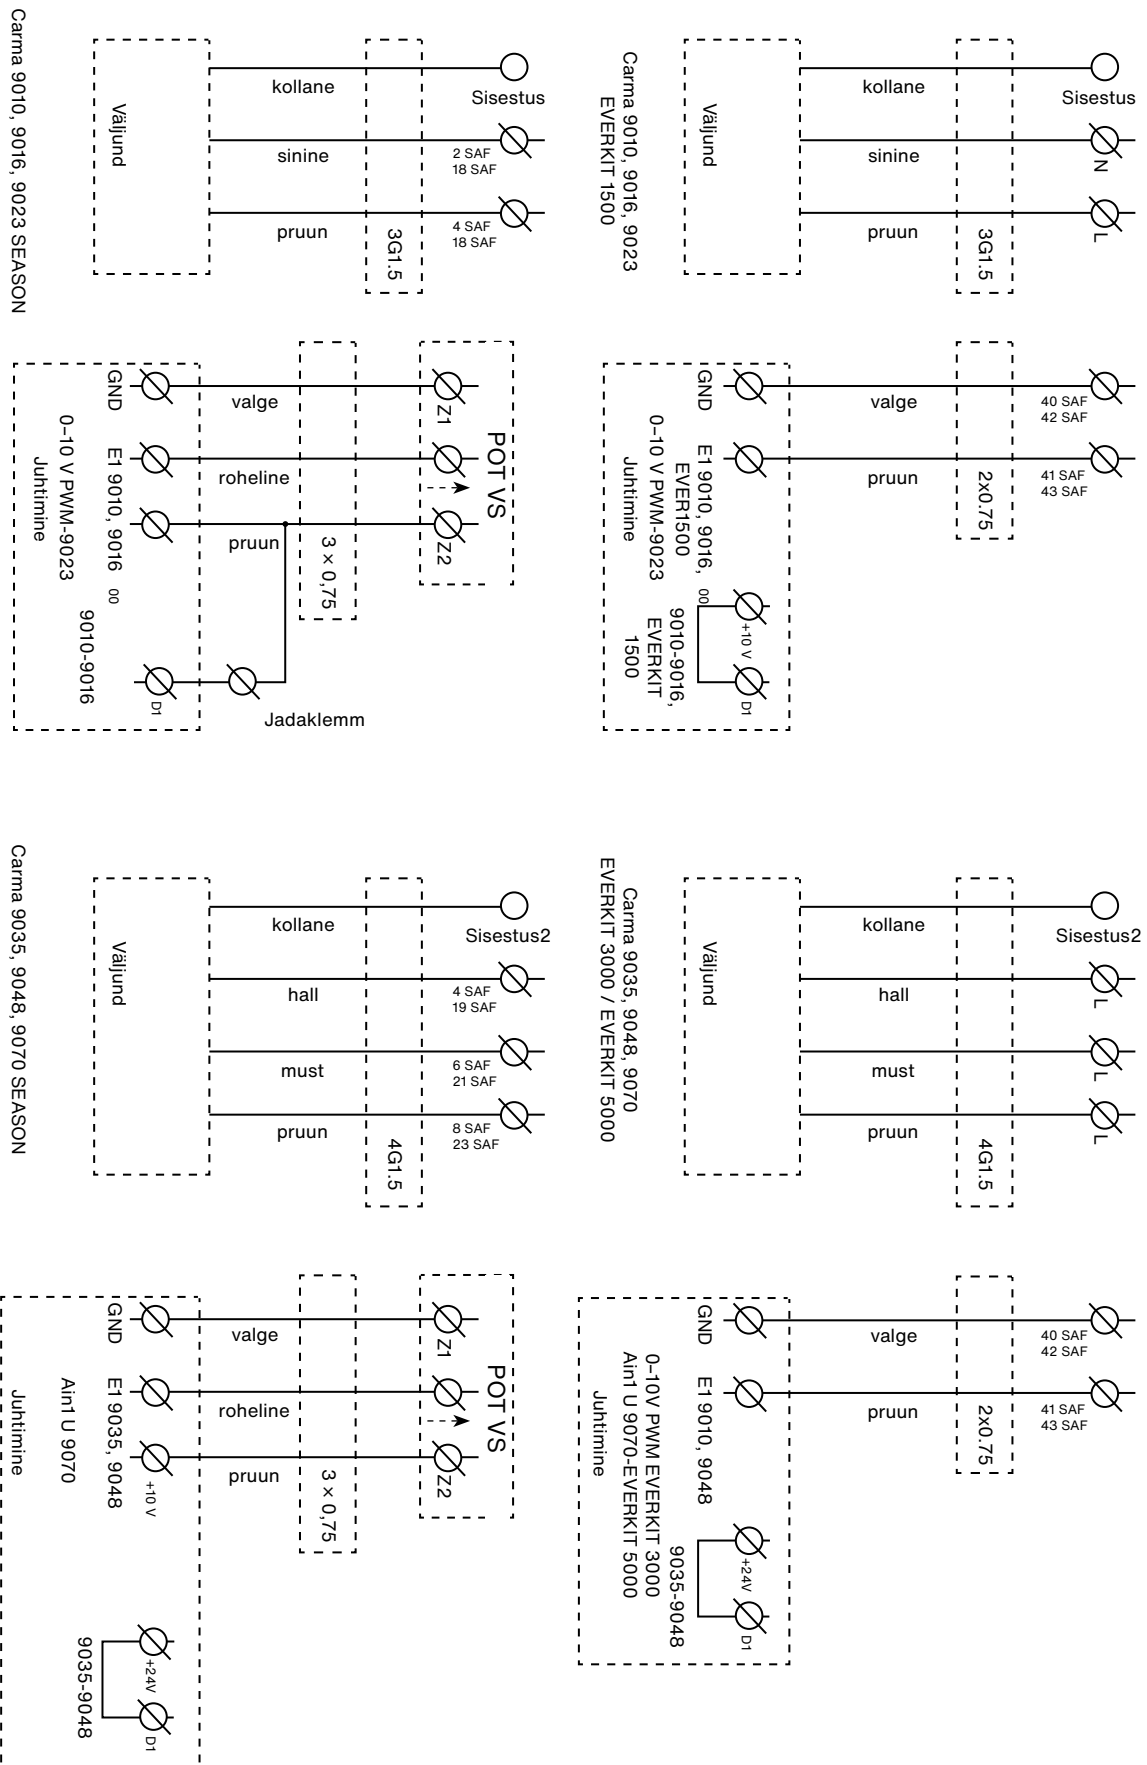 Carma 9010, 9016, 9023 SEASON
Väljund
kollane
sinine
pruun
3G1.5
Sisestus
2 SAF
18 SAF
4 SAF
18 SAF
Carma 9010, 9016, 9023
EVERKIT 1500
Väljund
kollane
sinine
pruun
3G1.5
Sisestus
N
L
POT VS
Z1
Z2
3 × 0,75
valge
roheline
pruun
GND
E1 9010, 9016
00
0–10 V PWM-9023
Juhtimine
9010-9016
D1
Jadaklemm
40 SAF
42 SAF
41 SAF
43 SAF
2x0.75
valge
pruun
GND
E1 9010, 9016,
EVER1500
00
0–10 V PWM-9023
Juhtimine
+10 V
D1
9010-9016,
EVERKIT
1500
Carma 9035, 9048, 9070 SEASON
Väljund
kollane
hall
must
pruun
4G1.5
Sisestus2
4 SAF
19 SAF
6 SAF
21 SAF
8 SAF
23 SAF
Carma 9035, 9048, 9070
EVERKIT 3000 / EVERKIT 5000
Väljund
kollane
hall
must
pruun
4G1.5
Sisestus2
L
L
L
POT VS
Z1
Z2
3 × 0,75
valge
roheline
pruun
GND
E1 9035, 9048
+10 V
Ain1 U 9070
Juhtimine
+24V
D1
9035-9048
40 SAF
42 SAF
41 SAF
43 SAF
2x0.75
valge
pruun
GND
E1 9010, 9048
0–10V PWM EVERKIT 3000
Ain1 U 9070-EVERKIT 5000
Juhtimine
+24V
D1
9035-9048